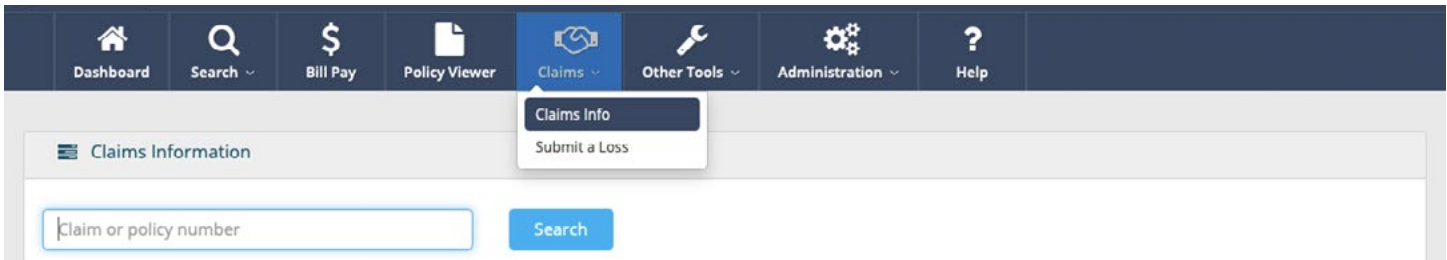 Dashboard Search Bill Pay Policy Viewer Claims Other Tools Administration Help
Claims Info
Submit a Loss
Claims Information
Claim or policy number Search